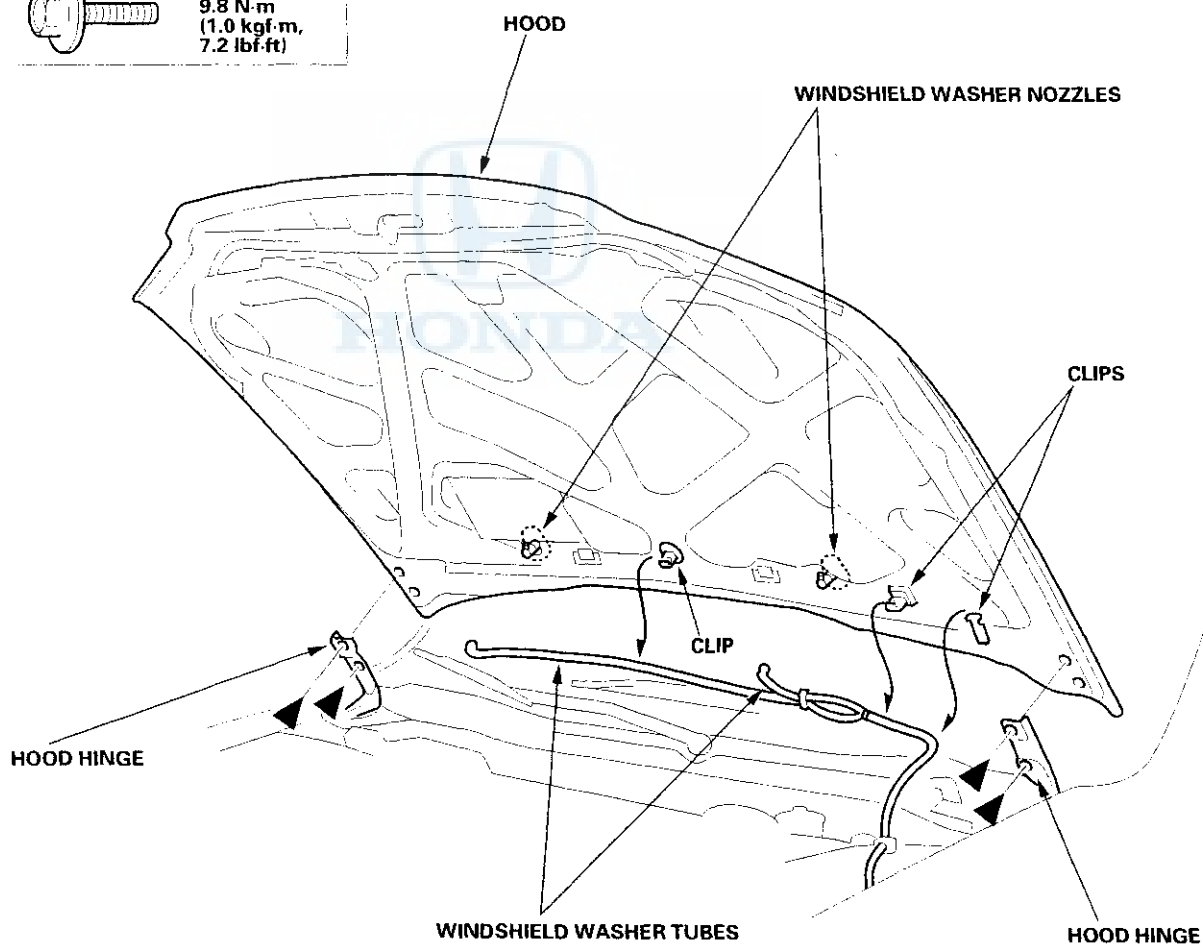 9.8 N·m
(1.0 kgf·m,
7.2 lbf·ft)
HOOD
WINDSHIELD WASHER NOZZLES
HONDA
CLIPS
CLIP
HOOD HINGE
WINDSHIELD WASHER TUBES
HOOD HINGE